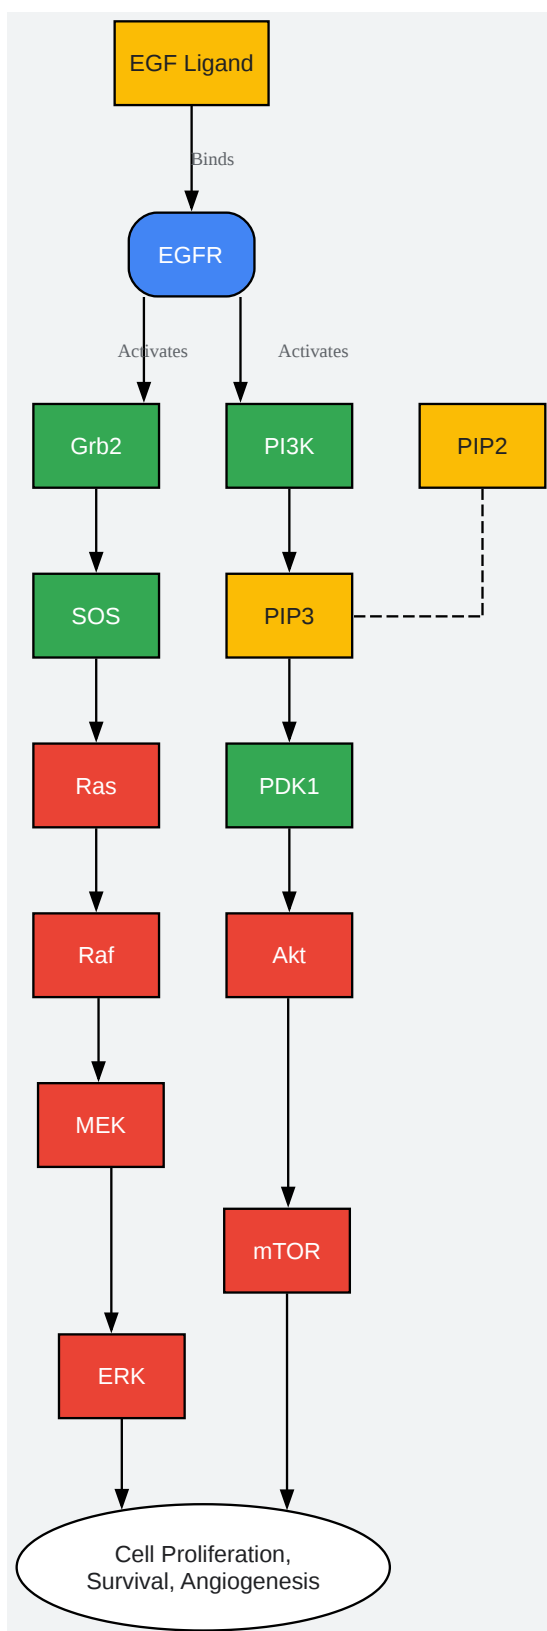 EGF Ligand
Binds
EGFR
Activates
Activates
Grb2
PI3K
PIP2
SOS
PIP3
Ras
PDK1
Raf
Akt
MEK
mTOR
ERK
Cell Proliferation,
Survival, Angiogenesis